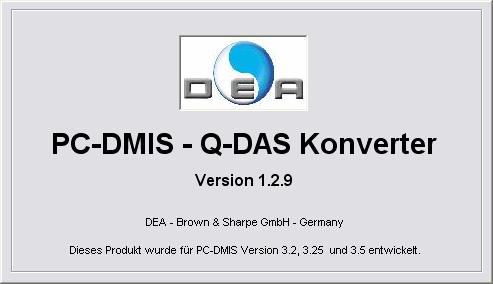 DEA
PC-DMIS - Q-DAS Konverter
Version 1.2.9
DEA - Brown & Sharpe GmbH - Germany
Dieses Produkt wurde für PC-DMIS Version 3.2, 3.25 und 3.5 entwickelt.